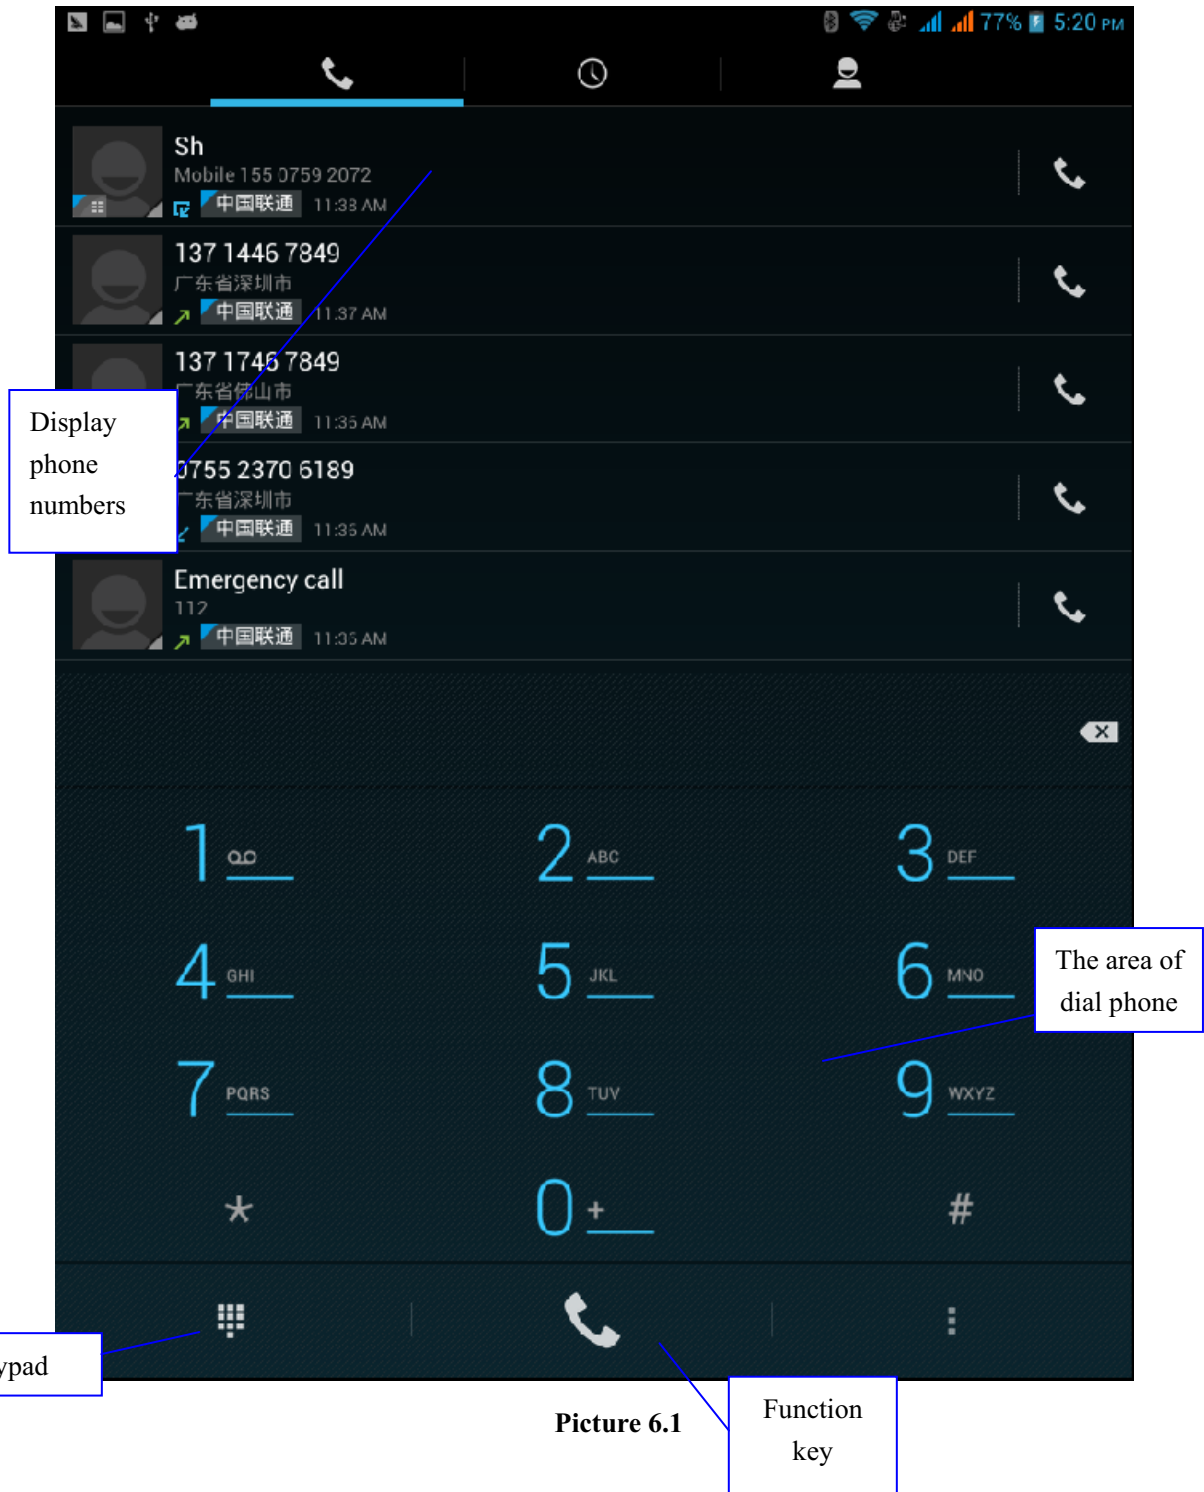 77% 5:20 PM
Sh
Mobile 155 0759 2072
中国联通 11:38 AM
137 1446 7849
广东省深圳市
中国联通 11:37 AM
137 1746 7849
广东省佛山市
中国联通 11:36 AM
Display
phone
numbers
0755 2370 6189
广东省深圳市
中国联通 11:36 AM
Emergency call
112
中国联通 11:35 AM
1 2 ABC 3 DEF
4 GHI 5 JKL 6 MNO
The area of
dial phone
7 PQRS 8 TUV 9 WXYZ
* 0 + #
ypad
Picture 6.1
Function
key